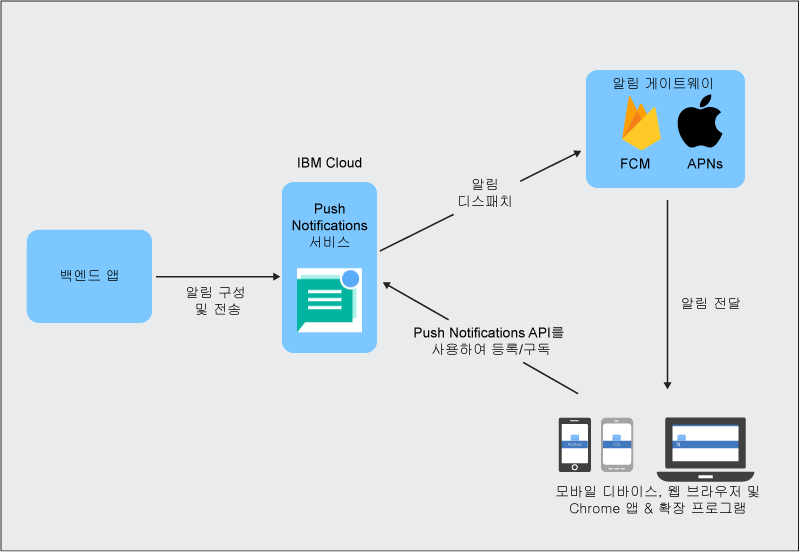 알림 게이트웨이
FCM
APNs
IBM Cloud
Push
Notifications
서비스
알림
디스패치
백엔드 앱
알림 구성
및 전송
알림 전달
Push Notifications API를
사용하여 등록/구독
모바일 디바이스, 웹 브라우저 및
Chrome 앱 & 확장 프로그램